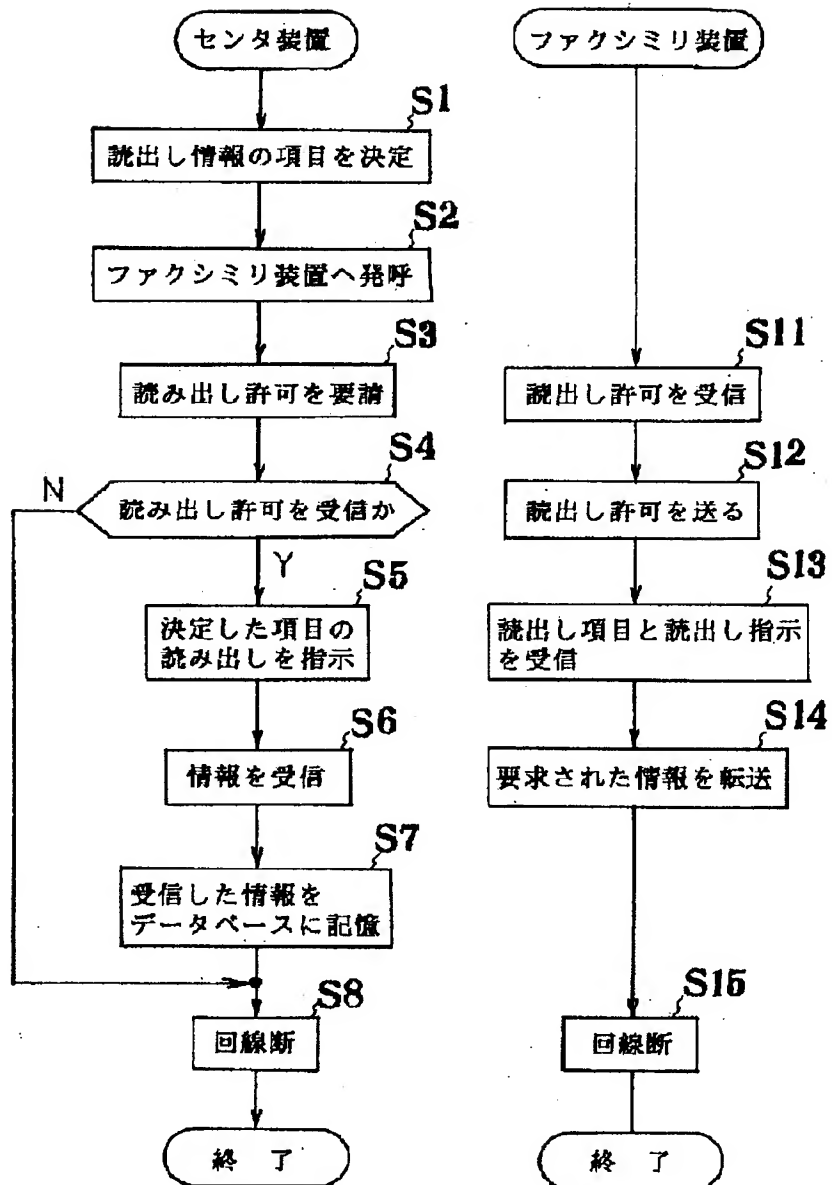 センタ装置
S1
読出し情報の項目を決定
S2
ファクシミリ装置へ発呼
S3
読み出し許可を要請
S4
読み出し許可を受信か
N
Y
S5
決定した項目の
読み出しを指示
S6
情報を受信
S7
受信した情報を
データベースに記憶
S8
回線断
終了
ファクシミリ装置
S11
読出し許可を受信
S12
読出し許可を送る
S13
読出し項目と読出し指示
を受信
S14
要求された情報を転送
S15
回線断
終了